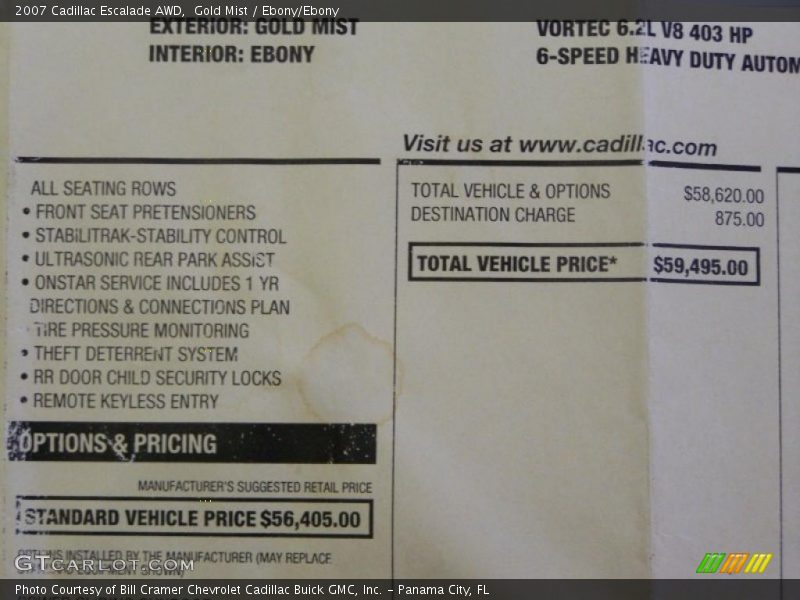 2007 Cadillac Escalade AWD,  Gold Mist / Ebony/Ebony
EXTERIOR: GOLD MIST
INTERIOR: EBONY
VORTEC 6.2L V8 403 HP
6-SPEED HEAVY DUTY AUTOM
Visit us at www.cadillac.com
ALL SEATING ROWS
• FRONT SEAT PRETENSIONERS
• STABILITRAK-STABILITY CONTROL
• ULTRASONIC REAR PARK ASSIST
• ONSTAR SERVICE INCLUDES 1 YR
DIRECTIONS & CONNECTIONS PLAN
TIRE PRESSURE MONITORING
• THEFT DETERRENT SYSTEM
• RR DOOR CHILD SECURITY LOCKS
• REMOTE KEYLESS ENTRY
OPTIONS & PRICING
MANUFACTURER'S SUGGESTED RETAIL PRICE
STANDARD VEHICLE PRICE $56,405.00
OPTIONS INSTALLED BY THE MANUFACTURER (MAY REPLACE
TOTAL VEHICLE & OPTIONS $58,620.00
DESTINATION CHARGE 875.00
TOTAL VEHICLE PRICE* $59,495.00
GTcarlot.com
Photo Courtesy of Bill Cramer Chevrolet Cadillac Buick GMC, Inc. – Panama City, FL